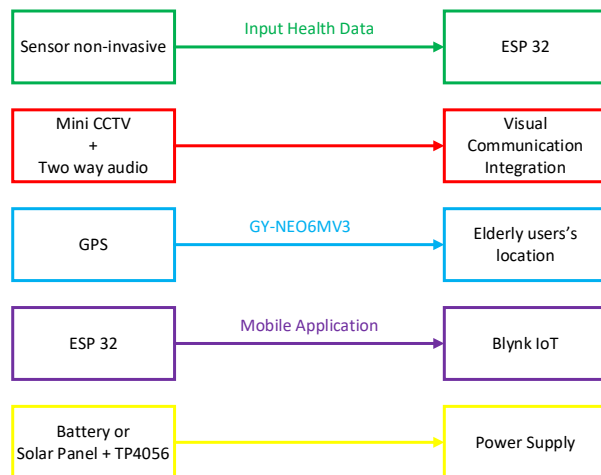 Sensor non-invasive
Input Health Data
ESP 32
Mini CCTV
+
Two way audio
Visual
Communication
Integration
GPS
GY-NEO6MV3
Elderly users's
location
ESP 32
Mobile Application
Blynk IoT
Battery or
Solar Panel + TP4056
Power Supply